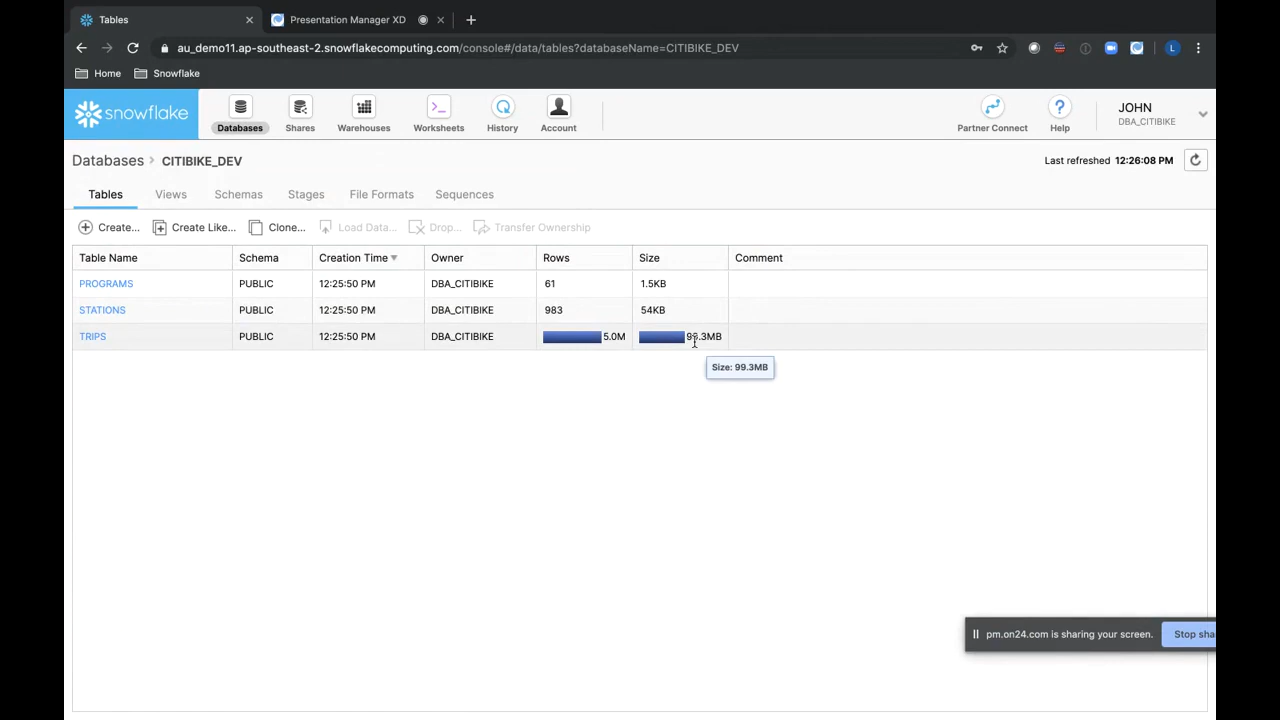 Tables
Presentation Manager XD
au_demo11.ap-southeast-2.snowflakecomputing.com/console#/data/tables?databaseName=CITIBIKE_DEV
L
Home Snowflake
snowflake
Databases Shares Warehouses Worksheets History Account
Partner Connect Help
JOHN
DBA_CITIBIKE
Databases > CITIBIKE_DEV
Last refreshed 12:26:08 PM
Tables Views Schemas Stages File Formats Sequences
Create... Create Like... Clone... Load Data... Drop... Transfer Ownership
Table Name Schema Creation Time Owner Rows Size Comment
PROGRAMS PUBLIC 12:25:50 PM DBA_CITIBIKE 61 1.5KB
STATIONS PUBLIC 12:25:50 PM DBA_CITIBIKE 983 54KB
TRIPS PUBLIC 12:25:50 PM DBA_CITIBIKE 5.0M 99.3MB
Size: 99.3MB
pm.on24.com is sharing your screen. Stop sha